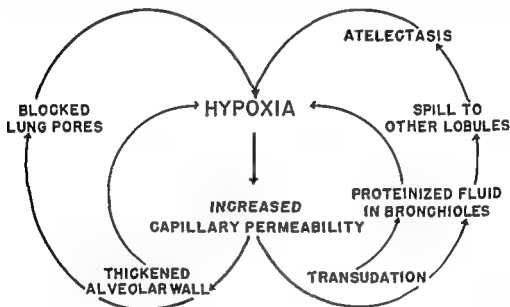 ATELECTASIS
HYPOXIA
BLOCKED
LUNG PORES
SPILL TO
OTHER LOBULES
PROTEINIZED FLUID
IN BRONCHIOLES
INCREASED
CAPILLARY PERMEABILITY
THICKENED
ALVEOLAR WALL
TRANSUDATION